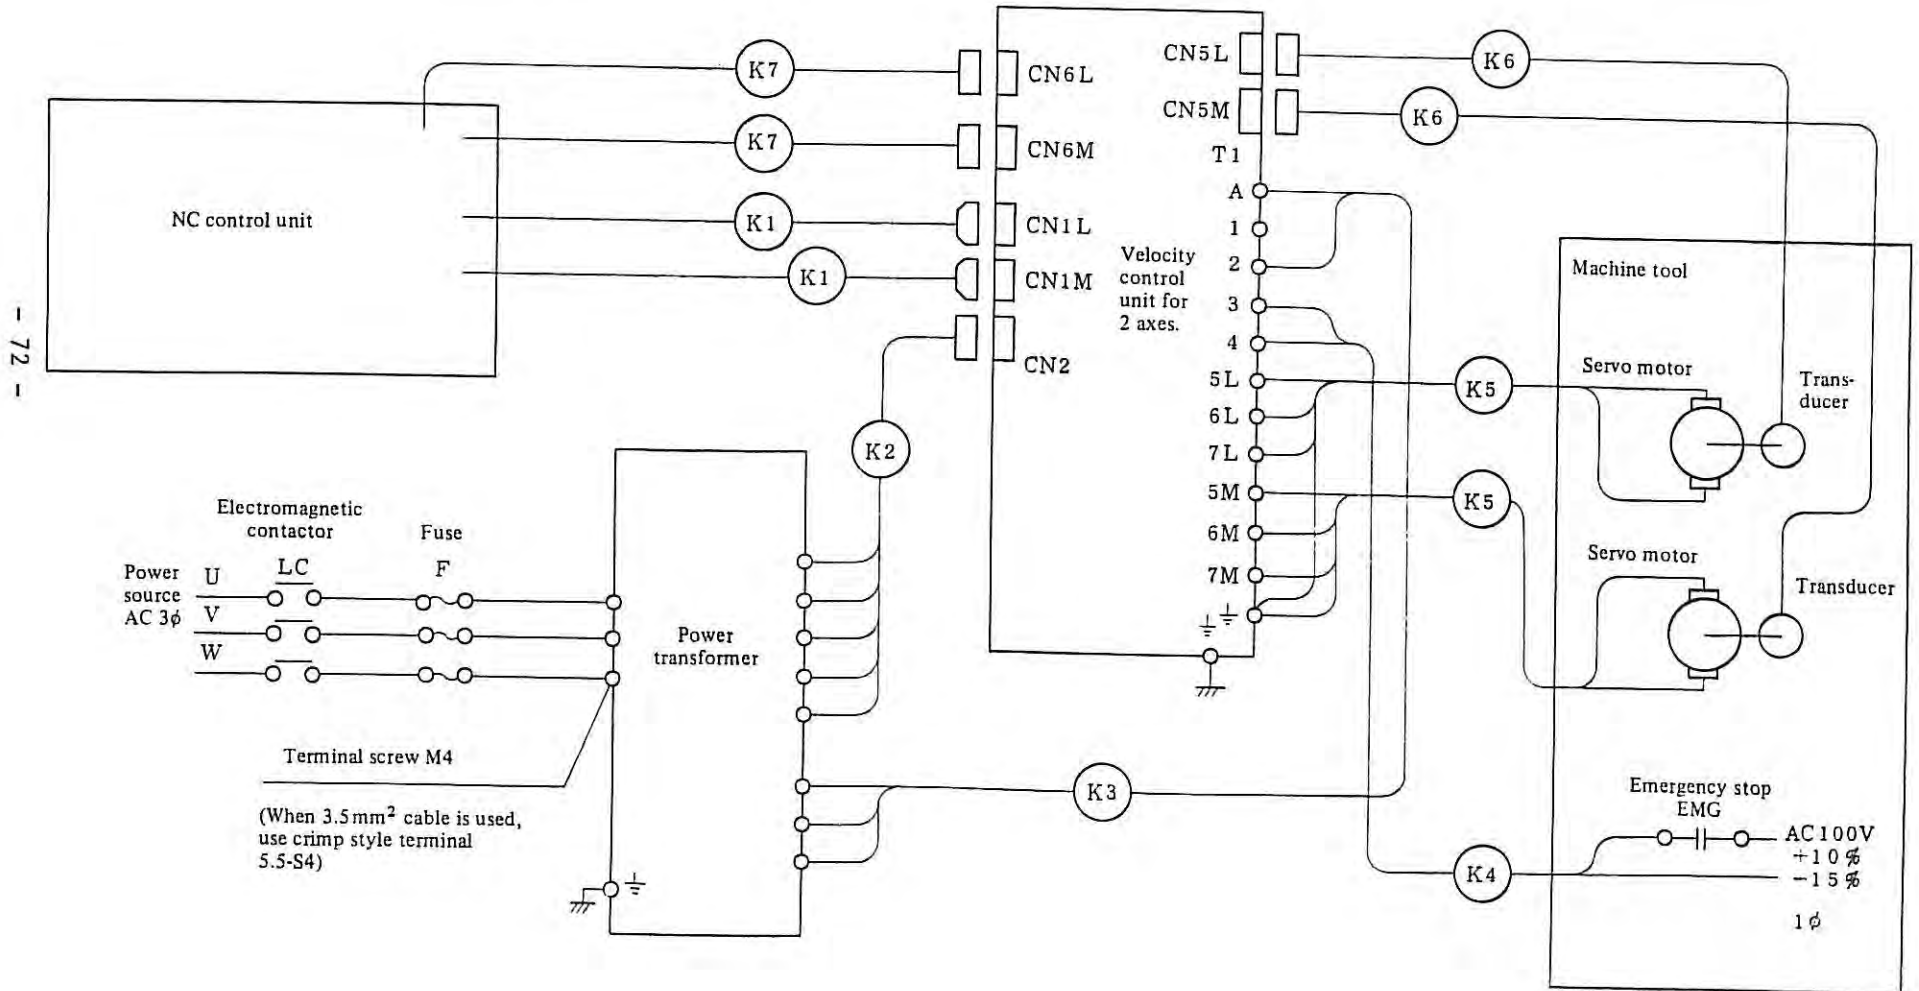 K7
CN6L
CN5L
K6
K7
CN6M
CN5M
K6
T1
NC control unit
K1
CN1L
K1
CN1M
CN2
Velocity
control
unit for
2 axes.
A
1
2
3
4
5L
6L
7L
5M
6M
7M
- 72 -
K2
K5
K5
Machine tool
Servo motor
Trans-
ducer
Servo motor
Transducer
Electromagnetic
contactor
Fuse
LC
F
Power
source
AC 3ϕ
U
V
W
Power
transformer
Terminal screw M4
(When 3.5mm² cable is used,
use crimp style terminal
5.5-S4)
K3
K4
Emergency stop
EMG
AC100V
+10%
-15%
1ϕ